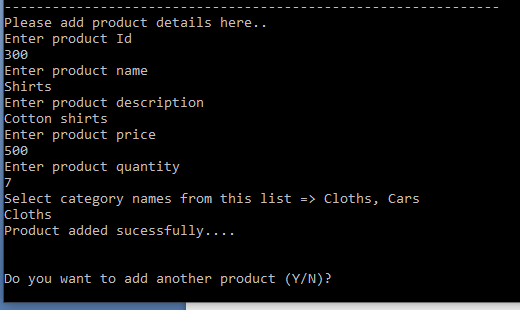 --------------------------------------------------------------
Please add product details here..
Enter product Id
300
Enter product name
Shirts
Enter product description
Cotton shirts
Enter product price
500
Enter product quantity
7
Select category names from this list => Cloths, Cars
Cloths
Product added sucessfully....
Do you want to add another product (Y/N)?